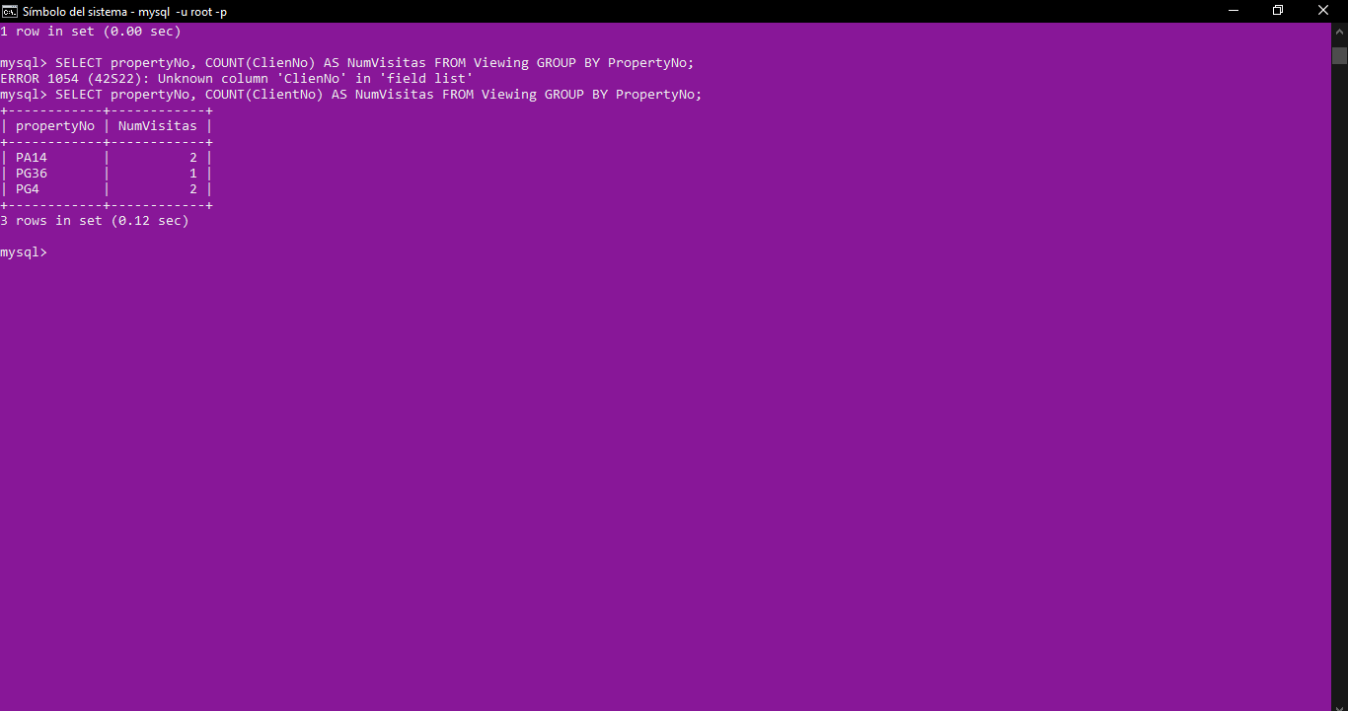 Símbolo del sistema - mysql -u root -p
1 row in set (0.00 sec)
mysql> SELECT propertyNo, COUNT(ClienNo) AS NumVisitas FROM Viewing GROUP BY PropertyNo;
ERROR 1054 (42S22): Unknown column 'ClienNo' in 'field list'
mysql> SELECT propertyNo, COUNT(ClientNo) AS NumVisitas FROM Viewing GROUP BY PropertyNo;
+------------+------------+
| propertyNo | NumVisitas |
+------------+------------+
| PA14       |          2 |
| PG36       |          1 |
| PG4        |          2 |
+------------+------------+
3 rows in set (0.12 sec)
mysql>